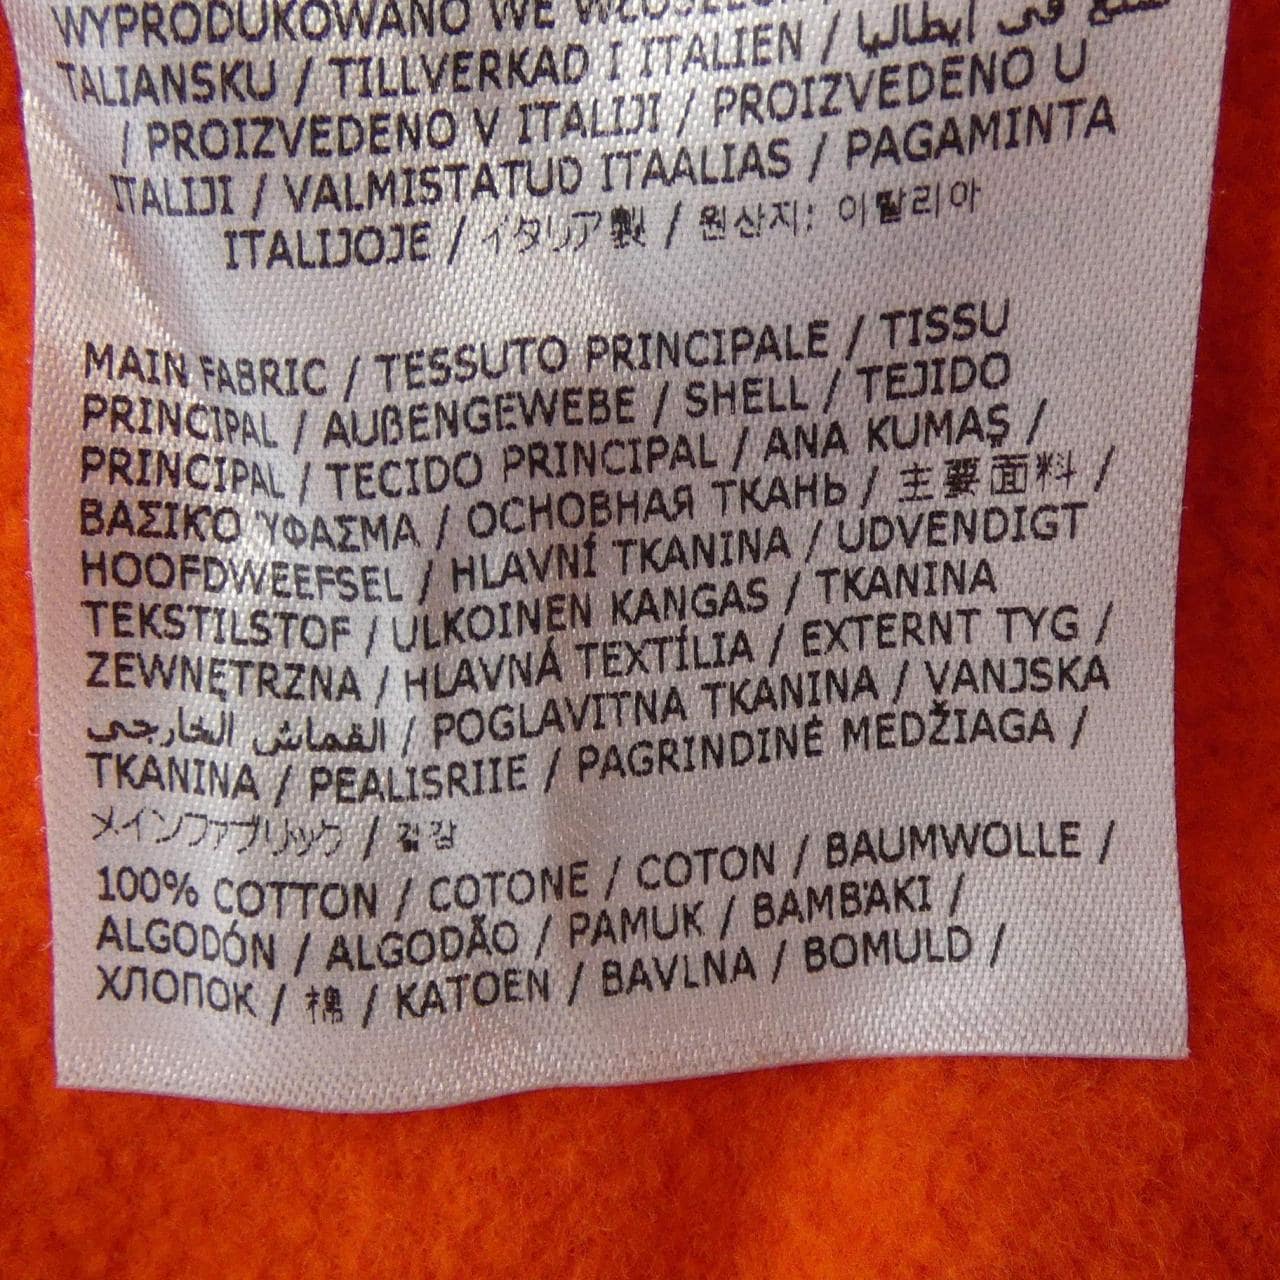 WYPRODUKOWANO WE
TALIANSKU / TILLVERKAD I ITALIEN / صنع في إيطاليا
/ PROIZVEDENO V ITALIJI / PROIZVEDENO U
ITALIJI / VALMISTATUD ITAALIAS / PAGAMINTA
ITALIJOJE / イタリア製 / 원산지: 이탈리아
MAIN FABRIC / TESSUTO PRINCIPALE / TISSU
PRINCIPAL / AUßENGEWEBE / SHELL / TEJIDO
PRINCIPAL / TECIDO PRINCIPAL / ANA KUMAŞ /
ΒΑΣΙΚΌ ΎΦΑΣΜΑ / ОСНОВНАЯ ТКАНЬ / 主要面料 /
HOOFDWEEFSEL / HLAVNÍ TKANINA / UDVENDIGT
TEKSTILSTOF / ULKOINEN KANGAS / TKANINA
ZEWNĘTRZNA / HLAVNÁ TEXTÍLIA / EXTERNT TYG /
القماش الخارجي / POGLAVITNA TKANINA / VANJSKA
TKANINA / PEALISRIIE / PAGRINDINĖ MEDŽIAGA /
メインファブリック / 겉감
100% COTTON / COTONE / COTON / BAUMWOLLE /
ALGODÓN / ALGODÃO / PAMUK / ΒΑΜΒΆΚΙ /
ХЛОПОК / 棉 / KATOEN / BAVLNA / BOMULD /